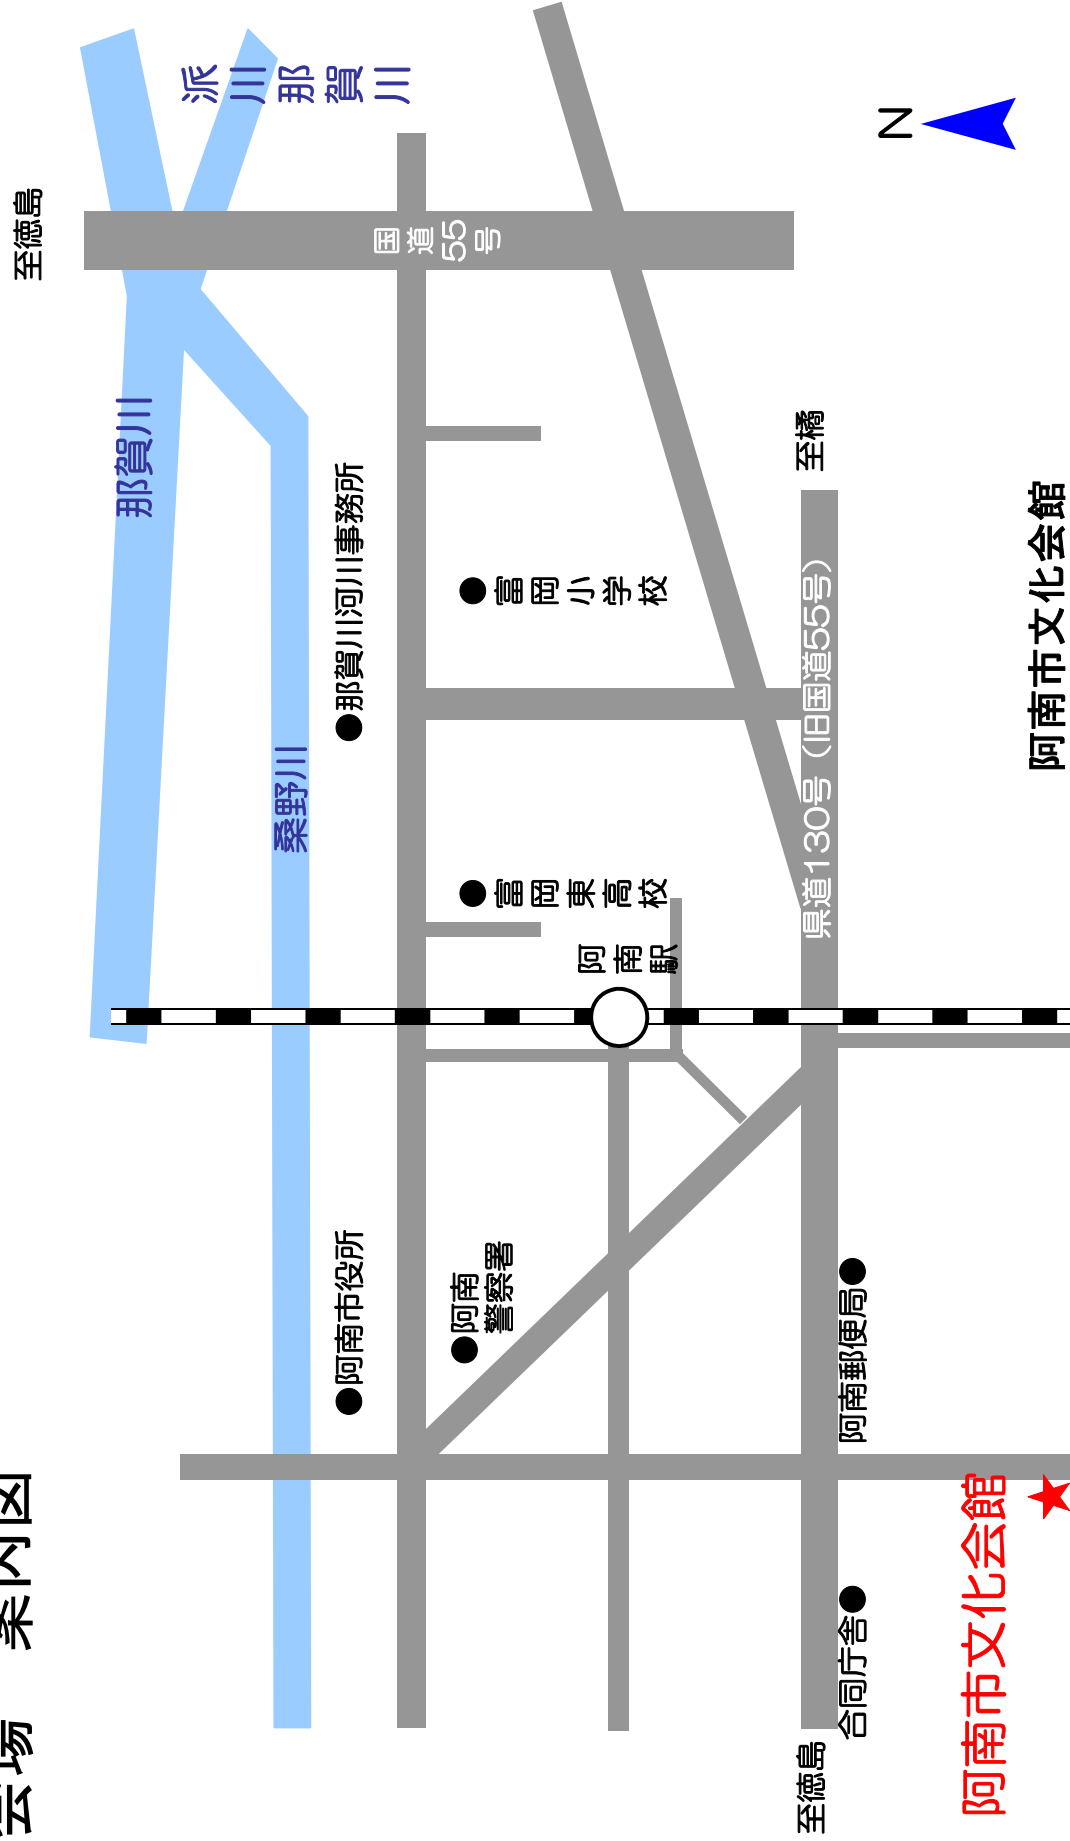 会場　案内図
至徳島
派川那賀川
那賀川
桑野川
国道55号
N
●那賀川河川事務所
●富岡小学校
至橘
県道130号（旧国道55号）
●富岡東高校
阿南駅
●阿南市役所
●阿南
警察署
阿南郵便局●
合同庁舎●
至徳島
阿南市文化会館
★
阿南市文化会館